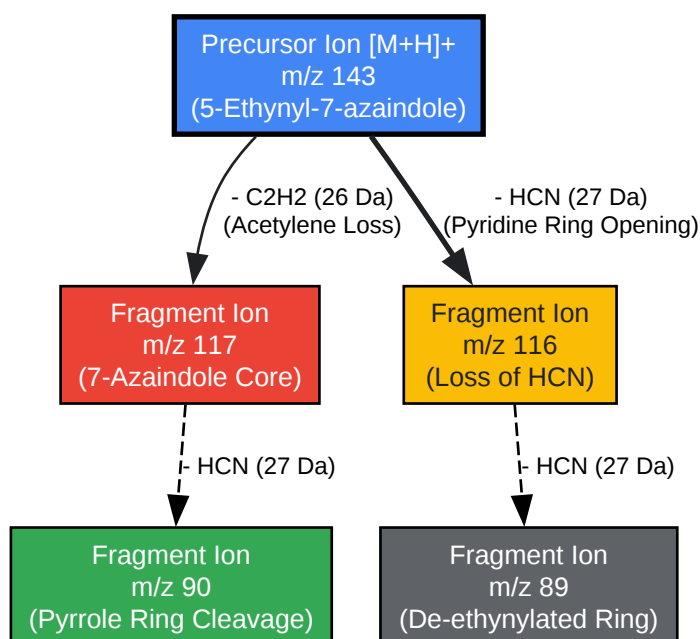 Precursor Ion [M+H]+
m/z 143
(5-Ethynyl-7-azaindole)
- C2H2 (26 Da)
(Acetylene Loss)
- HCN (27 Da)
(Pyridine Ring Opening)
Fragment Ion
m/z 117
(7-Azaindole Core)
Fragment Ion
m/z 116
(Loss of HCN)
- HCN (27 Da)
- HCN (27 Da)
Fragment Ion
m/z 90
(Pyrrole Ring Cleavage)
Fragment Ion
m/z 89
(De-ethynylated Ring)